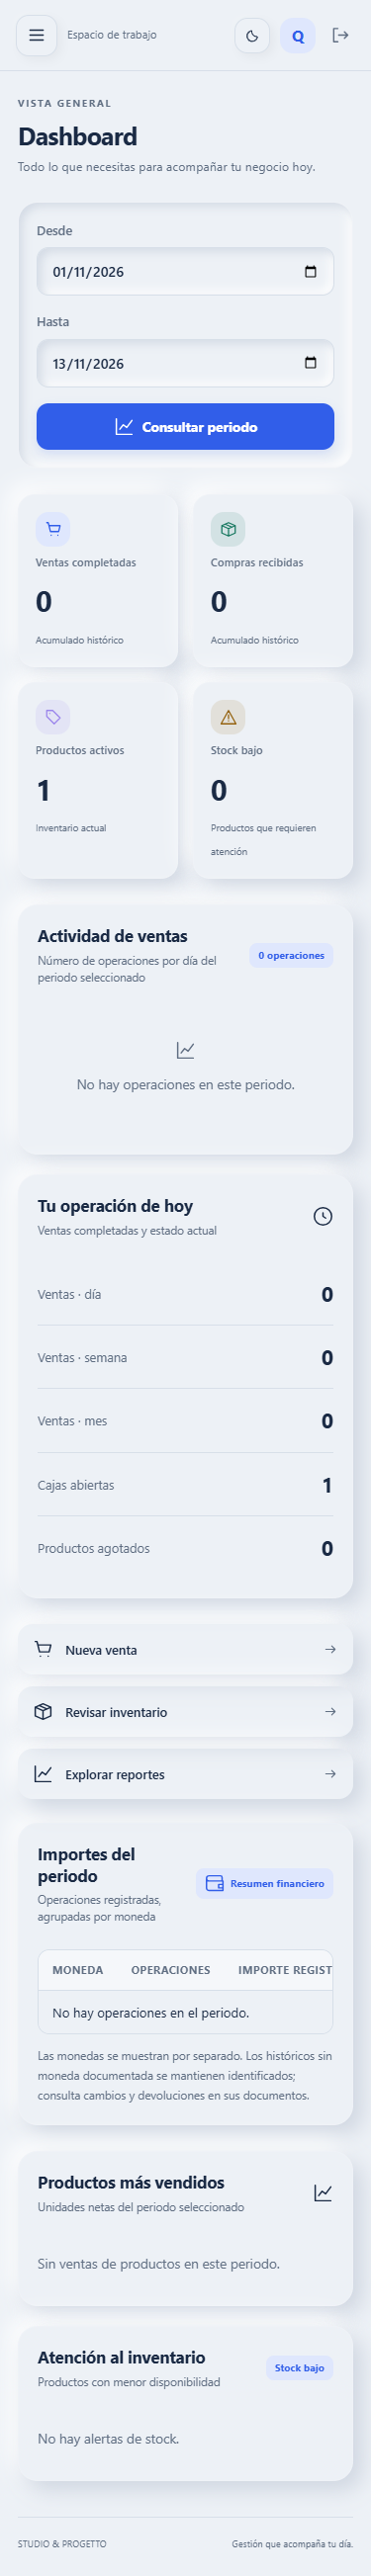 Espacio de trabajo
Q
VISTA GENERAL
Dashboard
Todo lo que necesitas para acompañar tu negocio hoy.
Desde
01/11/2026
Hasta
13/11/2026
Consultar periodo
Ventas completadas
0
Acumulado histórico
Compras recibidas
0
Acumulado histórico
Productos activos
1
Inventario actual
Stock bajo
0
Productos que requieren
atención
Actividad de ventas
Número de operaciones por día del
periodo seleccionado
0 operaciones
No hay operaciones en este periodo.
Tu operación de hoy
Ventas completadas y estado actual
Ventas · día 0
Ventas · semana 0
Ventas · mes 0
Cajas abiertas 1
Productos agotados 0
Nueva venta
Revisar inventario
Explorar reportes
Importes del
periodo
Operaciones registradas,
agrupadas por moneda
Resumen financiero
MONEDA OPERACIONES IMPORTE REGIST
No hay operaciones en el periodo.
Las monedas se muestran por separado. Los históricos sin
moneda documentada se mantienen identificados;
consulta cambios y devoluciones en sus documentos.
Productos más vendidos
Unidades netas del periodo seleccionado
Sin ventas de productos en este periodo.
Atención al inventario
Productos con menor disponibilidad
Stock bajo
No hay alertas de stock.
STUDIO & PROGETTO
Gestión que acompaña tu día.